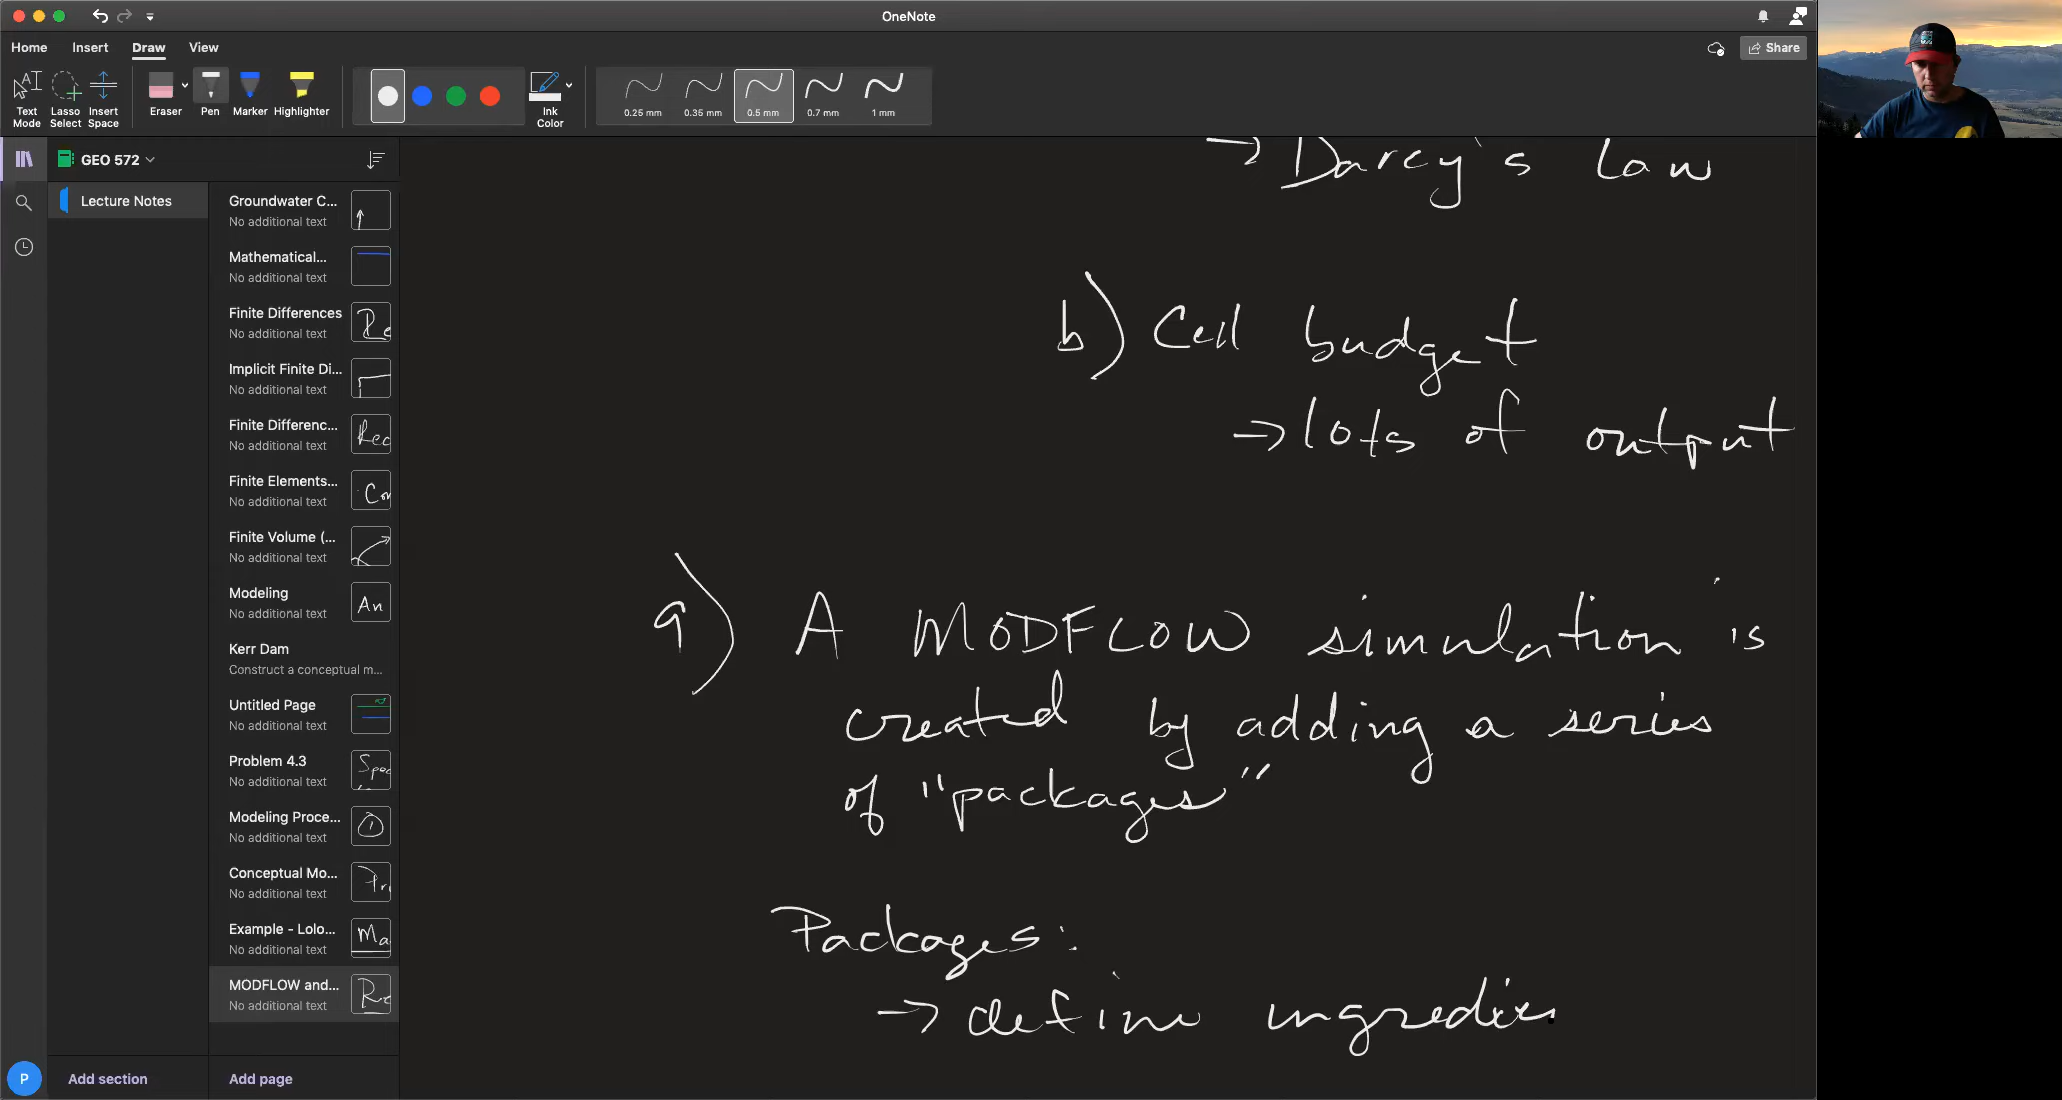 OneNote
Home Insert Draw View
Share
Text Mode
Lasso Select
Insert Space
Eraser
Pen
Marker
Highlighter
Ink Color
0.25 mm
0.35 mm
0.5 mm
0.7 mm
1 mm
GEO 572
Lecture Notes
Groundwater C...
No additional text
Mathematical...
No additional text
Finite Differences
No additional text
Implicit Finite Di...
No additional text
Finite Differenc...
No additional text
Rec
Finite Elements...
No additional text
Finite Volume (...
No additional text
Modeling
No additional text
An
Kerr Dam
Construct a conceptual m...
Untitled Page
No additional text
Problem 4.3
No additional text
Modeling Proce...
No additional text
1
Conceptual Mo...
No additional text
Example - Lolo...
No additional text
Ma
MODFLOW and...
No additional text
P
Add section
Add page
→ Darcy's Law
b) Cell budget
→ lots of output
9) A MODFLOW simulation is
created by adding a series
of "packages"
Packages:
→ define ingredien